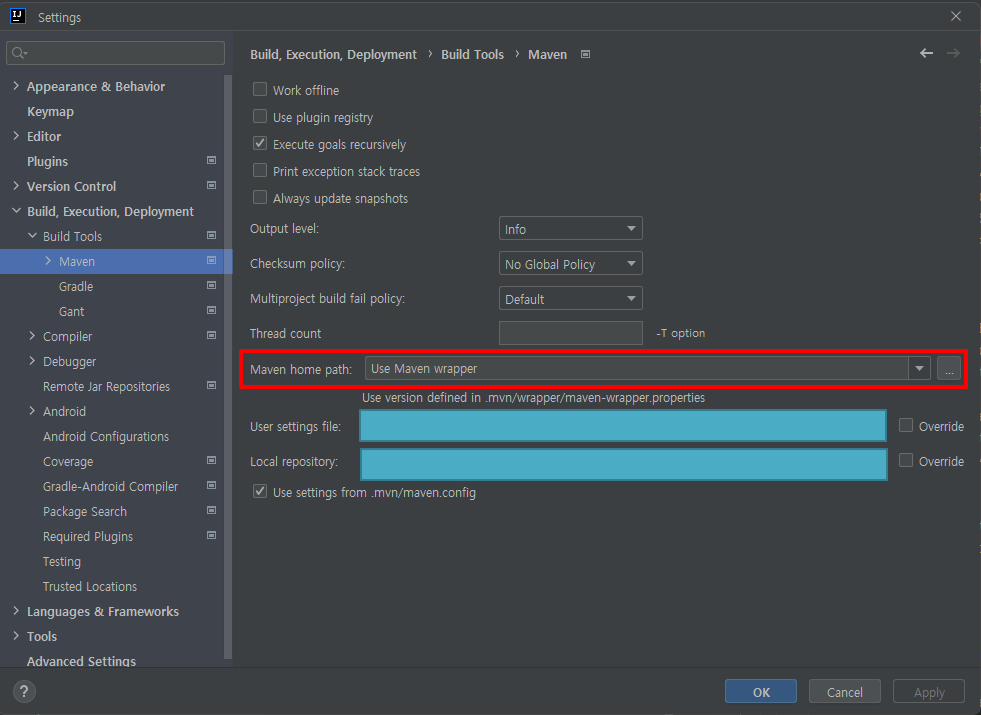 IJ
Settings
Appearance & Behavior
Keymap
Editor
Plugins
Version Control
Build, Execution, Deployment
Build Tools
Maven
Gradle
Gant
Compiler
Debugger
Remote Jar Repositories
Android
Android Configurations
Coverage
Gradle-Android Compiler
Package Search
Required Plugins
Testing
Trusted Locations
Languages & Frameworks
Tools
Advanced Settings
Build, Execution, Deployment › Build Tools › Maven
Work offline
Use plugin registry
Execute goals recursively
Print exception stack traces
Always update snapshots
Output level: Info
Checksum policy: No Global Policy
Multiproject build fail policy: Default
Thread count -T option
Maven home path: Use Maven wrapper ...
Use version defined in .mvn/wrapper/maven-wrapper.properties
User settings file: Override
Local repository: Override
Use settings from .mvn/maven.config
? OK Cancel Apply